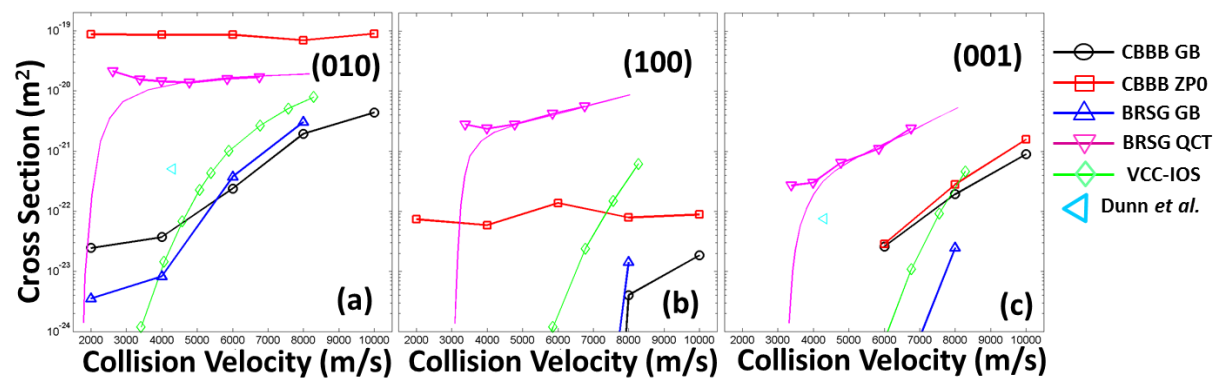 Cross Section (m²)
10⁻¹⁹
10⁻²⁰
10⁻²¹
10⁻²²
10⁻²³
10⁻²⁴
(010)
(a)
2000 3000 4000 5000 6000 7000 8000 9000 10000
Collision Velocity (m/s)
(100)
(b)
2000 3000 4000 5000 6000 7000 8000 9000 10000
Collision Velocity (m/s)
(001)
(c)
2000 3000 4000 5000 6000 7000 8000 9000 10000
Collision Velocity (m/s)
CBBB GB
CBBB ZP0
BRSG GB
BRSG QCT
VCC-IOS
Dunn et al.